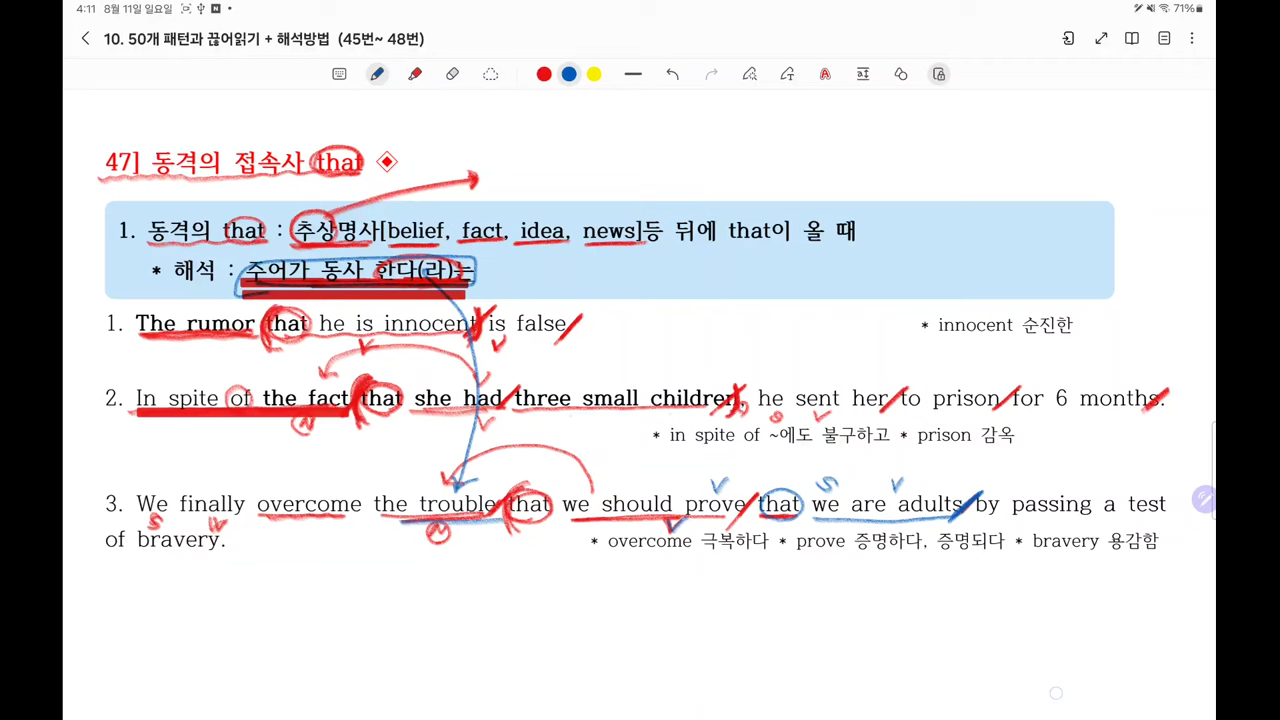 4:11 8월 11일 일요일 71%
10. 50개 패턴과 끊어읽기 + 해석방법 (45번~ 48번)
47] 동격의 접속사 that
1. 동격의 that : 추상명사[belief, fact, idea, news]등 뒤에 that이 올 때
* 해석 : 주어가 동사 한다(라)는
1. The rumor that he is innocent is false * innocent 순진한
V
2. In spite of the fact that she had three small children, he sent her to prison for 6 months.
N V S V
* in spite of ~에도 불구하고 * prison 감옥
V S V
3. We finally overcome the trouble that we should prove that we are adults by passing a test
S V N V
of bravery. * overcome 극복하다 * prove 증명하다, 증명되다 * bravery 용감함